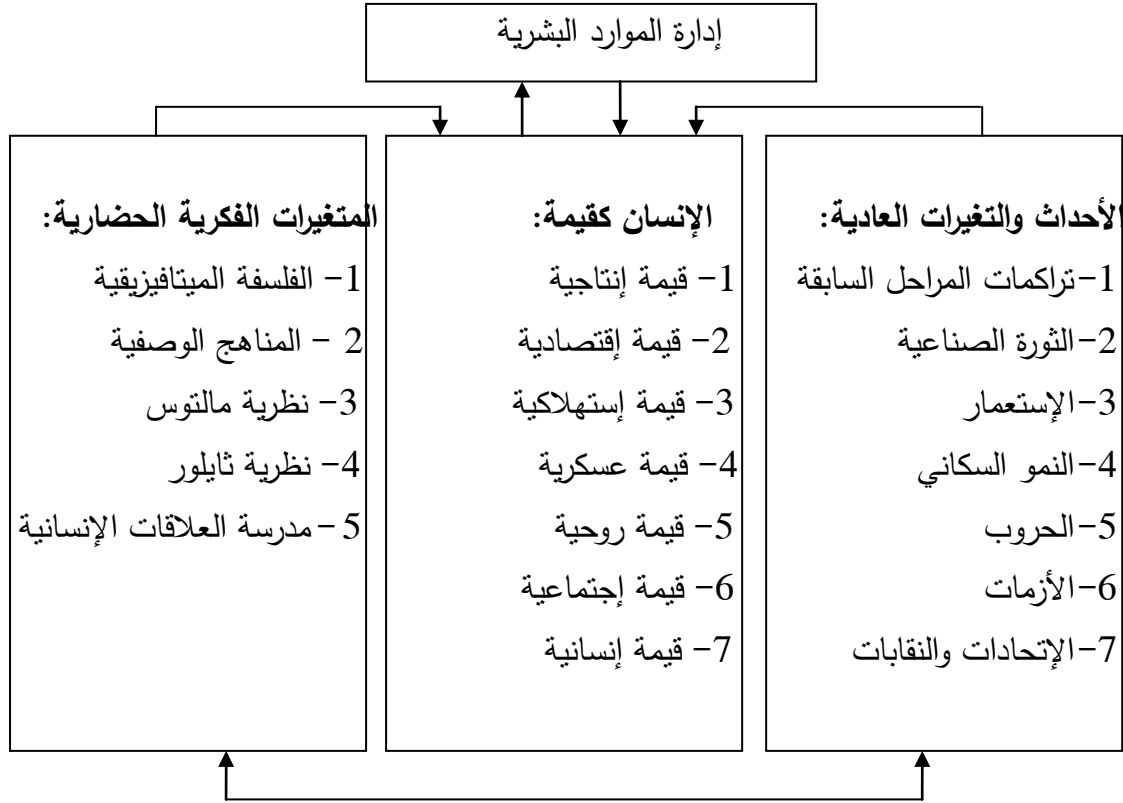 إدارة الموارد البشرية
الأحداث والتغيرات العادية:
1-تراكمات المراحل السابقة
2-الثورة الصناعية
3-الإستعمار
4-النمو السكاني
5-الحروب
6-الأزمات
7-الإتحادات والنقابات
الإنسان كقيمة:
1- قيمة إنتاجية
2- قيمة إقتصادية
3- قيمة إستهلاكية
4- قيمة عسكرية
5- قيمة روحية
6- قيمة إجتماعية
7- قيمة إنسانية
المتغيرات الفكرية الحضارية:
1- الفلسفة الميتافيزيقية
2 - المناهج الوصفية
3- نظرية مالتوس
4- نظرية ثايلور
5 -مدرسة العلاقات الإنسانية